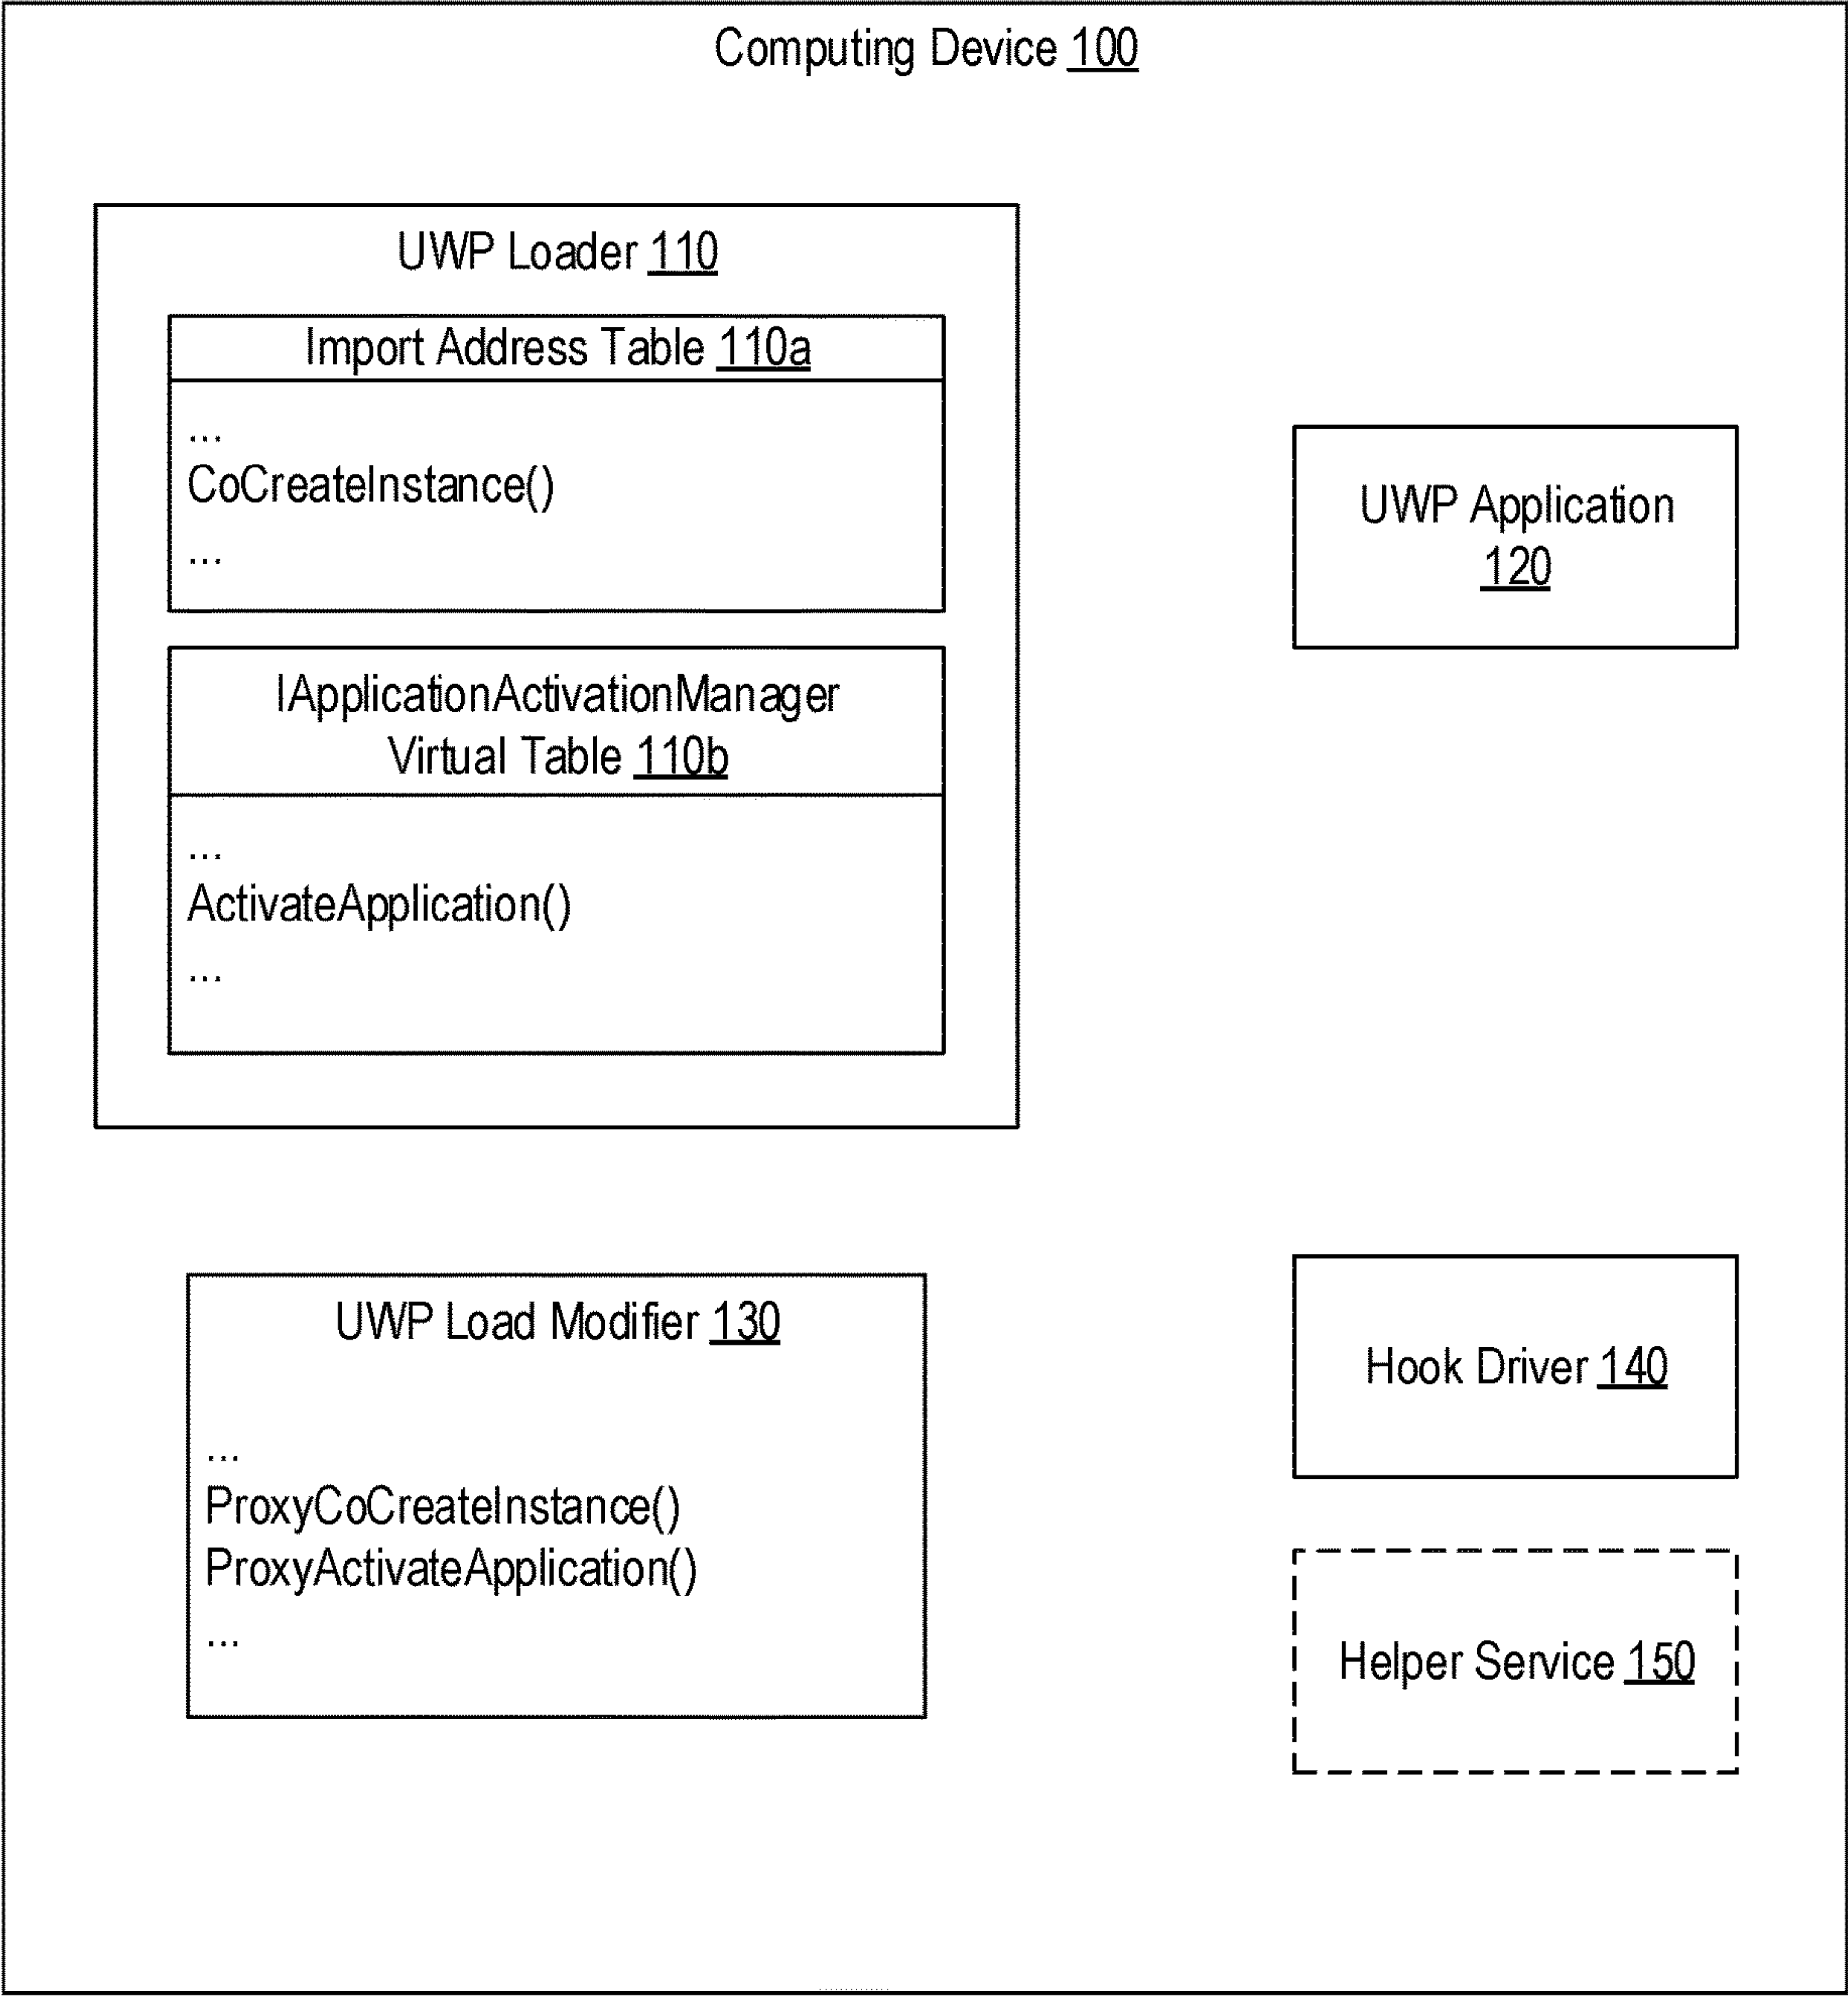 Computing Device 100
UWP Loader 110
Import Address Table 110a
...
CoCreateInstance()
...
IApplicationActivationManager
Virtual Table 110b
...
ActivateApplication()
...
UWP Application
120
UWP Load Modifier 130
...
ProxyCoCreateInstance()
ProxyActivateApplication()
...
Hook Driver 140
Helper Service 150